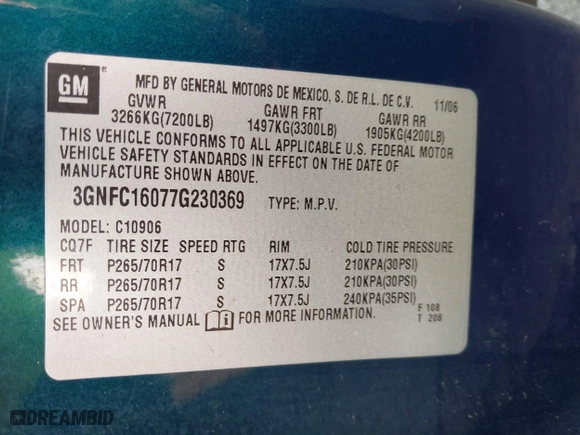 GM
MFD BY GENERAL MOTORS DE MEXICO, S. DE R.L. DE C.V. 11/06
GVWR GAWR FRT GAWR RR
3266KG(7200LB) 1497KG(3300LB) 1905KG(4200LB)
THIS VEHICLE CONFORMS TO ALL APPLICABLE U.S. FEDERAL MOTOR
VEHICLE SAFETY STANDARDS IN EFFECT ON THE DATE OF
MANUFACTURE SHOWN ABOVE.
3GNFC16077G230369 TYPE: M.P.V.
MODEL: C10906
CQ7F TIRE SIZE SPEED RTG RIM COLD TIRE PRESSURE
FRT P265/70R17 S 17X7.5J 210KPA(30PSI)
RR P265/70R17 S 17X7.5J 210KPA(30PSI)
SPA P265/70R17 S 17X7.5J 240KPA(35PSI)
SEE OWNER'S MANUAL FOR MORE INFORMATION.
F 108
T 208
DREAMBID